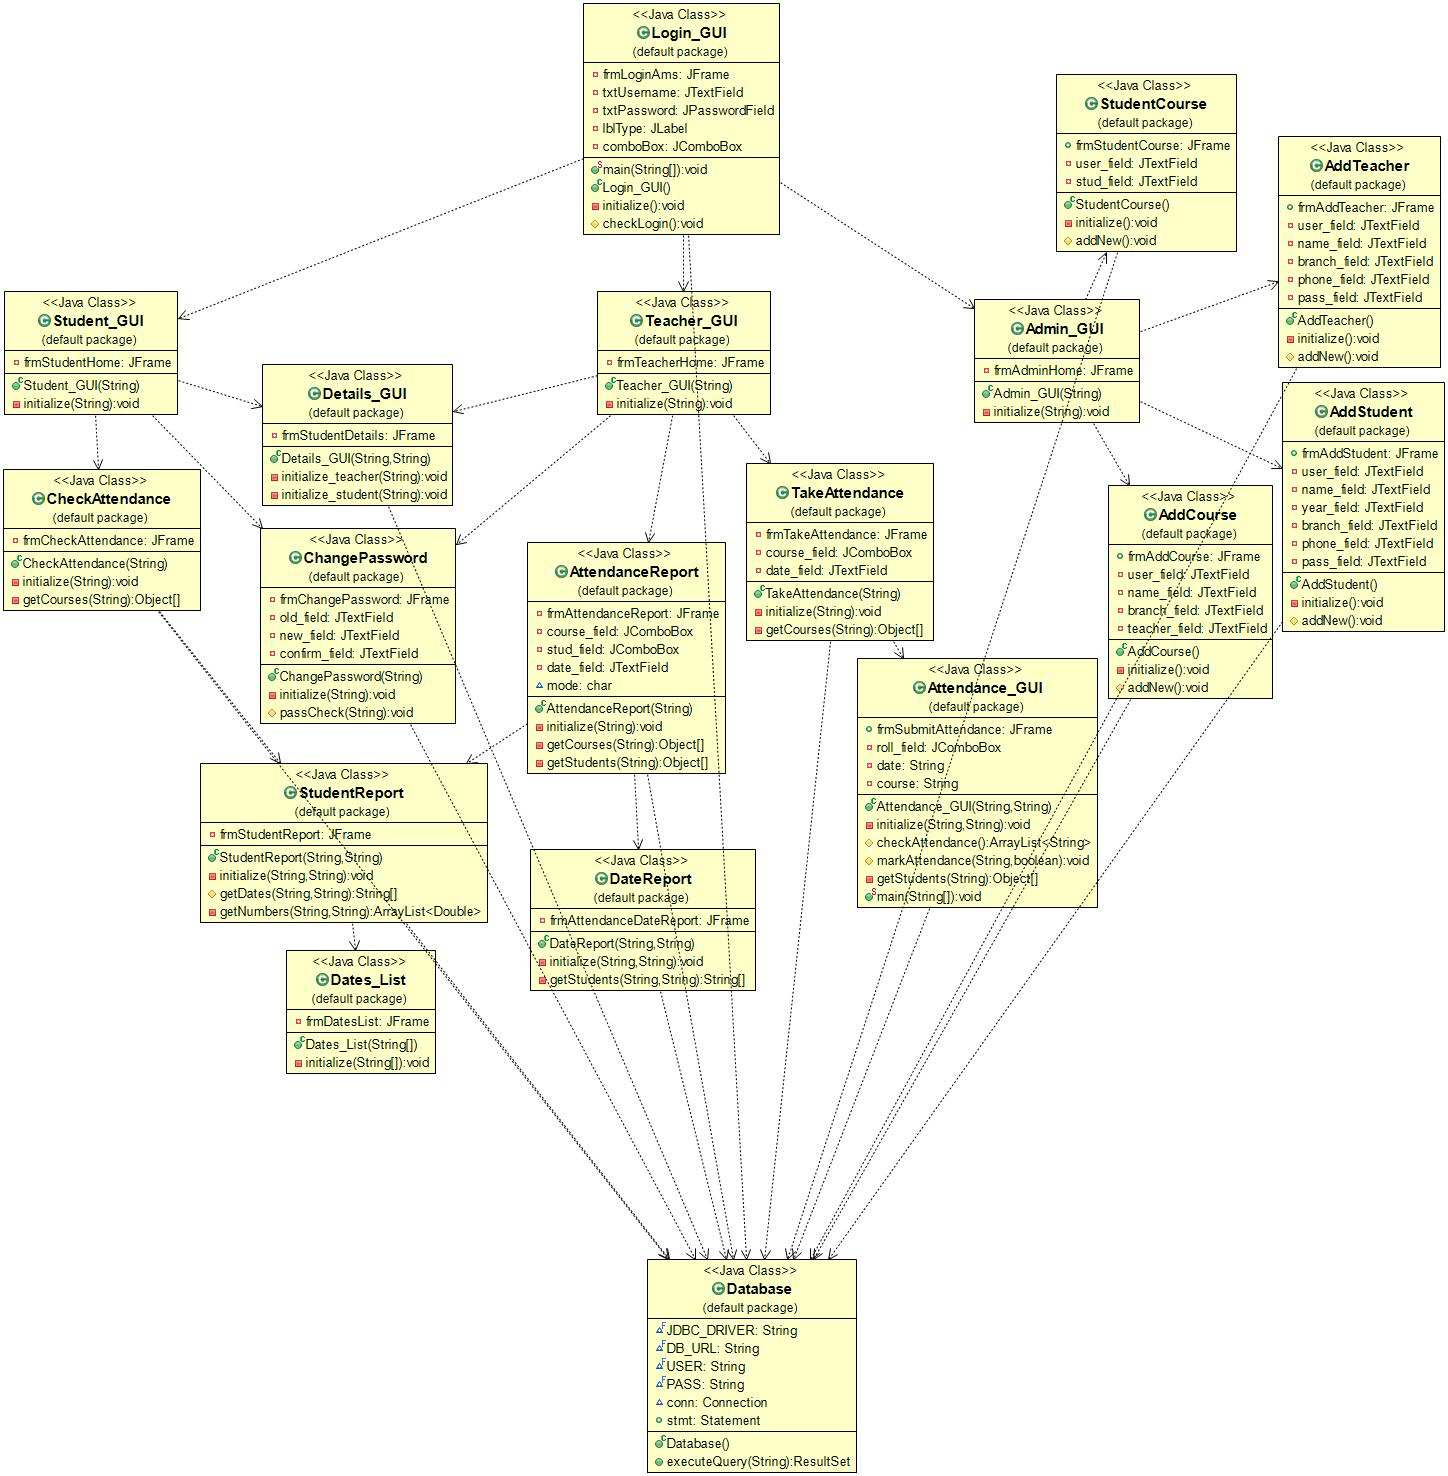 <<Java Class>>
Login_GUI
(default package)
frmLoginAms: JFrame
txtUsername: JTextField
txtPassword: JPasswordField
lblType: JLabel
comboBox: JComboBox
main(String[]):void
Login_GUI()
initialize():void
checkLogin():void
<<Java Class>>
StudentCourse
(default package)
frmStudentCourse: JFrame
user_field: JTextField
stud_field: JTextField
StudentCourse()
initialize():void
addNew():void
<<Java Class>>
AddTeacher
(default package)
frmAddTeacher: JFrame
user_field: JTextField
name_field: JTextField
branch_field: JTextField
phone_field: JTextField
pass_field: JTextField
AddTeacher()
initialize():void
addNew():void
<<Java Class>>
Student_GUI
(default package)
frmStudentHome: JFrame
Student_GUI(String)
initialize(String):void
<<Java Class>>
Teacher_GUI
(default package)
frmTeacherHome: JFrame
Teacher_GUI(String)
initialize(String):void
<<Java Class>>
Admin_GUI
(default package)
frmAdminHome: JFrame
Admin_GUI(String)
initialize(String):void
<<Java Class>>
Details_GUI
(default package)
frmStudentDetails: JFrame
Details_GUI(String,String)
initialize_teacher(String):void
initialize_student(String):void
<<Java Class>>
AddStudent
(default package)
frmAddStudent: JFrame
user_field: JTextField
name_field: JTextField
year_field: JTextField
branch_field: JTextField
phone_field: JTextField
pass_field: JTextField
AddStudent()
initialize():void
addNew():void
<<Java Class>>
CheckAttendance
(default package)
frmCheckAttendance: JFrame
CheckAttendance(String)
initialize(String):void
getCourses(String):Object[]
<<Java Class>>
TakeAttendance
(default package)
frmTakeAttendance: JFrame
course_field: JComboBox
date_field: JTextField
TakeAttendance(String)
initialize(String):void
getCourses(String):Object[]
<<Java Class>>
AddCourse
(default package)
frmAddCourse: JFrame
user_field: JTextField
name_field: JTextField
branch_field: JTextField
teacher_field: JTextField
AddCourse()
initialize():void
addNew():void
<<Java Class>>
ChangePassword
(default package)
frmChangePassword: JFrame
old_field: JTextField
new_field: JTextField
confirm_field: JTextField
ChangePassword(String)
initialize(String):void
passCheck(String):void
<<Java Class>>
AttendanceReport
(default package)
frmAttendanceReport: JFrame
course_field: JComboBox
stud_field: JComboBox
date_field: JTextField
mode: char
AttendanceReport(String)
initialize(String):void
getCourses(String):Object[]
getStudents(String):Object[]
<<Java Class>>
Attendance_GUI
(default package)
frmSubmitAttendance: JFrame
roll_field: JComboBox
date: String
course: String
Attendance_GUI(String,String)
initialize(String,String):void
checkAttendance():ArrayList<String>
markAttendance(String,boolean):void
getStudents(String):Object[]
main(String[]):void
<<Java Class>>
StudentReport
(default package)
frmStudentReport: JFrame
StudentReport(String,String)
initialize(String,String):void
getDates(String,String):String[]
getNumbers(String,String):ArrayList<Double>
<<Java Class>>
DateReport
(default package)
frmAttendanceDateReport: JFrame
DateReport(String,String)
initialize(String,String):void
getStudents(String,String):String[]
<<Java Class>>
Dates_List
(default package)
frmDatesList: JFrame
Dates_List(String[])
initialize(String[]):void
<<Java Class>>
Database
(default package)
JDBC_DRIVER: String
DB_URL: String
USER: String
PASS: String
conn: Connection
stmt: Statement
Database()
executeQuery(String):ResultSet